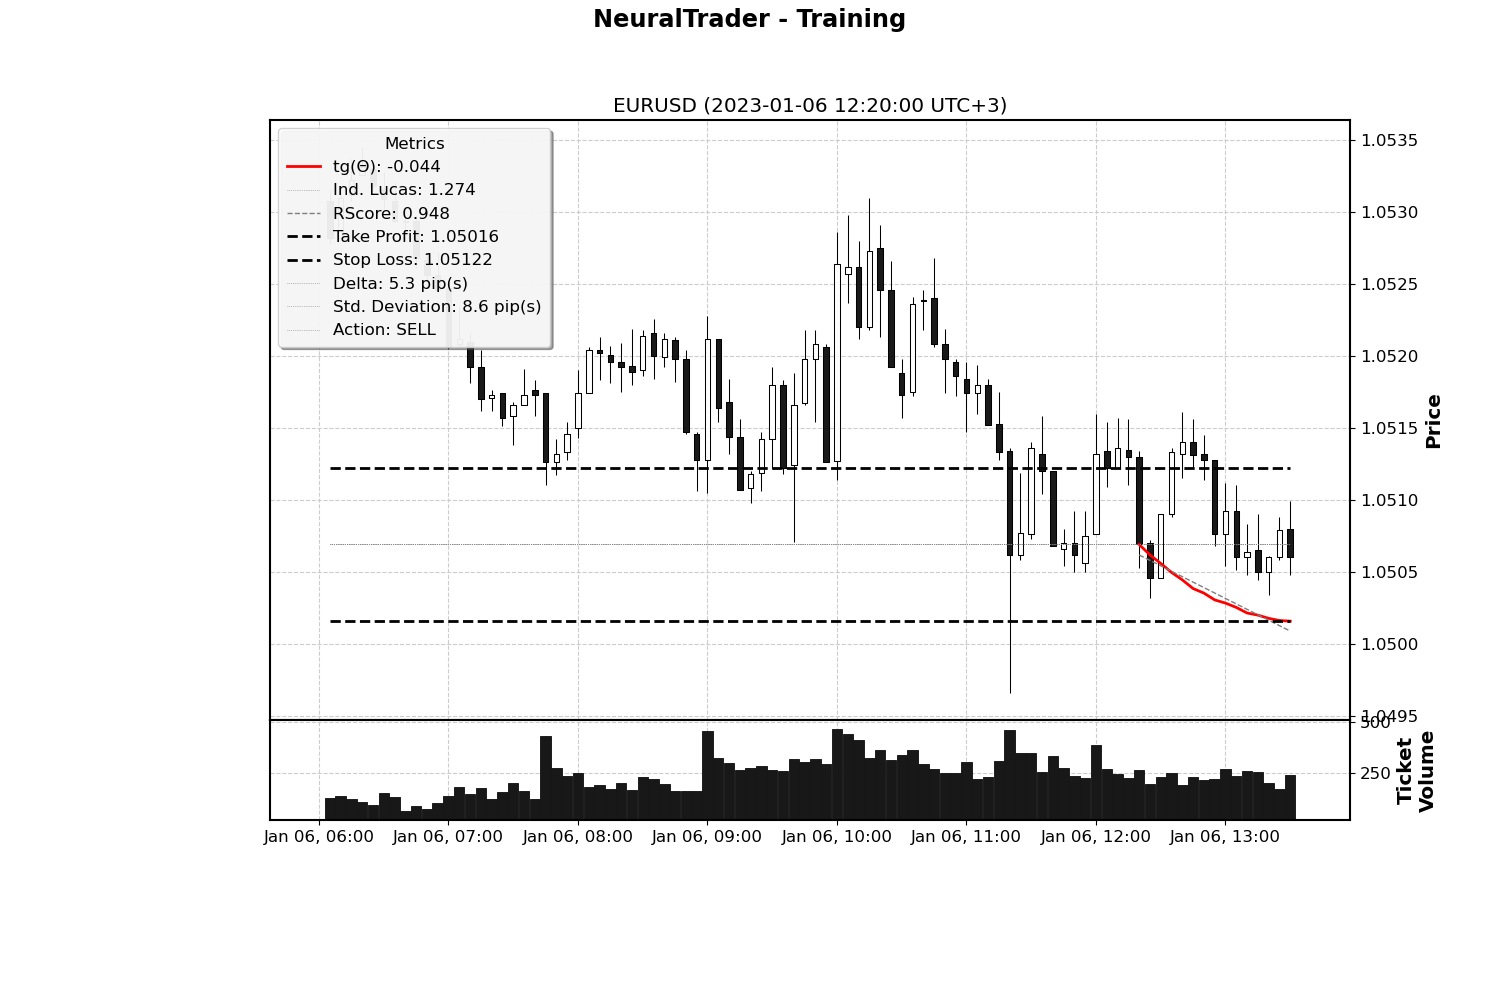 NeuralTrader - Training
EURUSD (2023-01-06 12:20:00 UTC+3)
Metrics
tg(Θ): -0.044
Ind. Lucas: 1.274
RScore: 0.948
Take Profit: 1.05016
Stop Loss: 1.05122
Delta: 5.3 pip(s)
Std. Deviation: 8.6 pip(s)
Action: SELL
1.0535
1.0530
1.0525
1.0520
1.0515
1.0510
1.0505
1.0500
1.0495
Price
500
250
Ticket
Volume
Jan 06, 06:00 Jan 06, 07:00 Jan 06, 08:00 Jan 06, 09:00 Jan 06, 10:00 Jan 06, 11:00 Jan 06, 12:00 Jan 06, 13:00